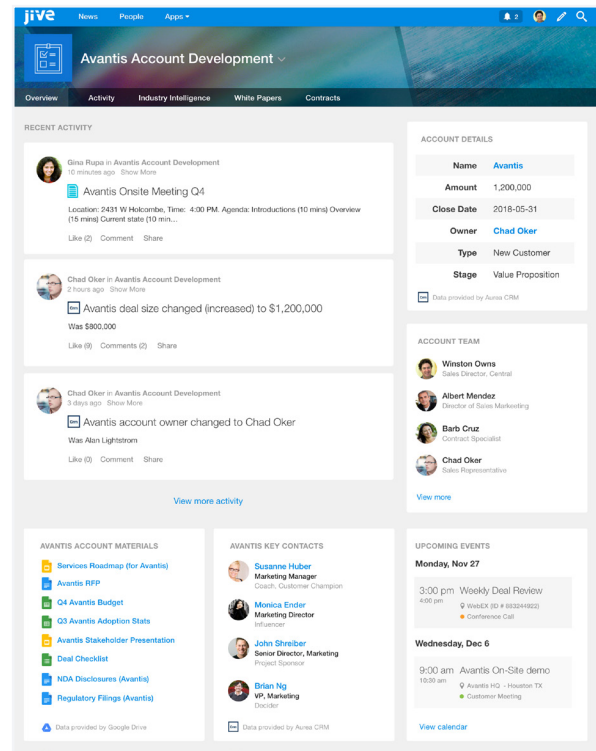 jive
News People Apps
2
Avantis Account Development
Overview Activity Industry Intelligence White Papers Contracts
RECENT ACTIVITY
Gina Rupa in Avantis Account Development
10 minutes ago Show More
Avantis Onsite Meeting Q4
Location: 2431 W Holcombe, Time: 4:00 PM. Agenda: Introductions (10 mins) Overview
(15 mins) Current state (10 min...
Like (2) Comment Share
Chad Oker in Avantis Account Development
2 hours ago Show More
Avantis deal size changed (increased) to $1,200,000
Was $800,000
Like (9) Comments (2) Share
Chad Oker in Avantis Account Development
3 days ago Show More
Avantis account owner changed to Chad Oker
Was Alan Lightstrom
Like (0) Comment Share
View more activity
ACCOUNT DETAILS
Name Avantis
Amount 1,200,000
Close Date 2018-05-31
Owner Chad Oker
Type New Customer
Stage Value Proposition
Data provided by Aurea CRM
ACCOUNT TEAM
Winston Owns
Sales Director, Central
Albert Mendez
Director of Sales Markeeting
Barb Cruz
Contract Specialist
Chad Oker
Sales Representative
View more
AVANTIS ACCOUNT MATERIALS
Services Roadmap (for Avantis)
Avantis RFP
Q4 Avantis Budget
Q3 Avantis Adoption Stats
Avantis Stakeholder Presentation
Deal Checklist
NDA Disclosures (Avantis)
Regulatory Filings (Avantis)
Data provided by Google Drive
AVANTIS KEY CONTACTS
Susanne Huber
Marketing Manager
Coach, Customer Champion
Monica Ender
Marketing Director
Influencer
John Shreiber
Senior Director, Marketing
Project Sponsor
Brian Ng
VP, Marketing
Decider
Data provided by Aurea CRM
UPCOMING EVENTS
Monday, Nov 27
3:00 pm Weekly Deal Review
4:00 pm WebEX (ID # 833244922)
Conference Call
Wednesday, Dec 6
9:00 am Avantis On-Site demo
10:30 am Avantis HQ - Houston TX
Customer Meeting
View calendar